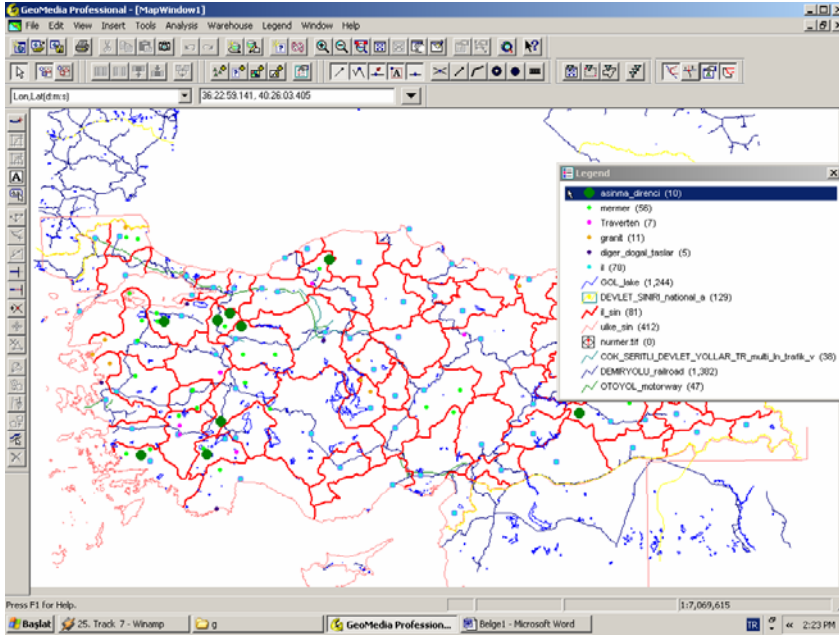 GeoMedia Professional - [MapWindow1]
File Edit View Insert Tools Analysis Warehouse Legend Window Help
Lon,Lat(d:m:s) 36:22:59.141, 40:26:03.405
Legend
asinma_direnci (10)
mermer (56)
Traverten (7)
granit (11)
diger_dogal_taslar (5)
il (78)
GOL_lake (1,244)
DEVLET_SINIRI_national_a (129)
il_sin (81)
ulke_sin (412)
nurmer.tif (0)
COK_SERITLI_DEVLET_YOLLAR_TR_multi_ln_trafik_v (38)
DEMIRYOLU_railroad (1,382)
OTOYOL_motorway (47)
Press F1 for Help. 1:7,069,615
Başlat 25. Track 7 - Winamp g GeoMedia Profession... Belge1 - Microsoft Word TR « 2:23 PM